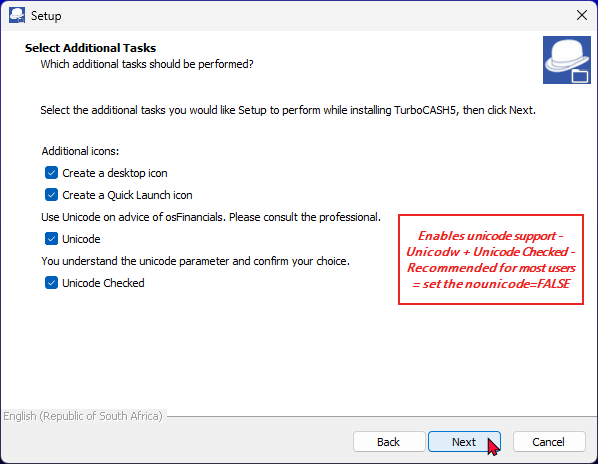 Setup
Select Additional Tasks
Which additional tasks should be performed?
Select the additional tasks you would like Setup to perform while installing TurboCASH5, then click Next.
Additional icons:
Create a desktop icon
Create a Quick Launch icon
Use Unicode on advice of osFinancials. Please consult the professional.
Unicode
You understand the unicode parameter and confirm your choice.
Unicode Checked
Enables unicode support -
Unicodw + Unicode Checked -
Recommended for most users
= set the nounicode=FALSE
English (Republic of South Africa)
Back
Next
Cancel